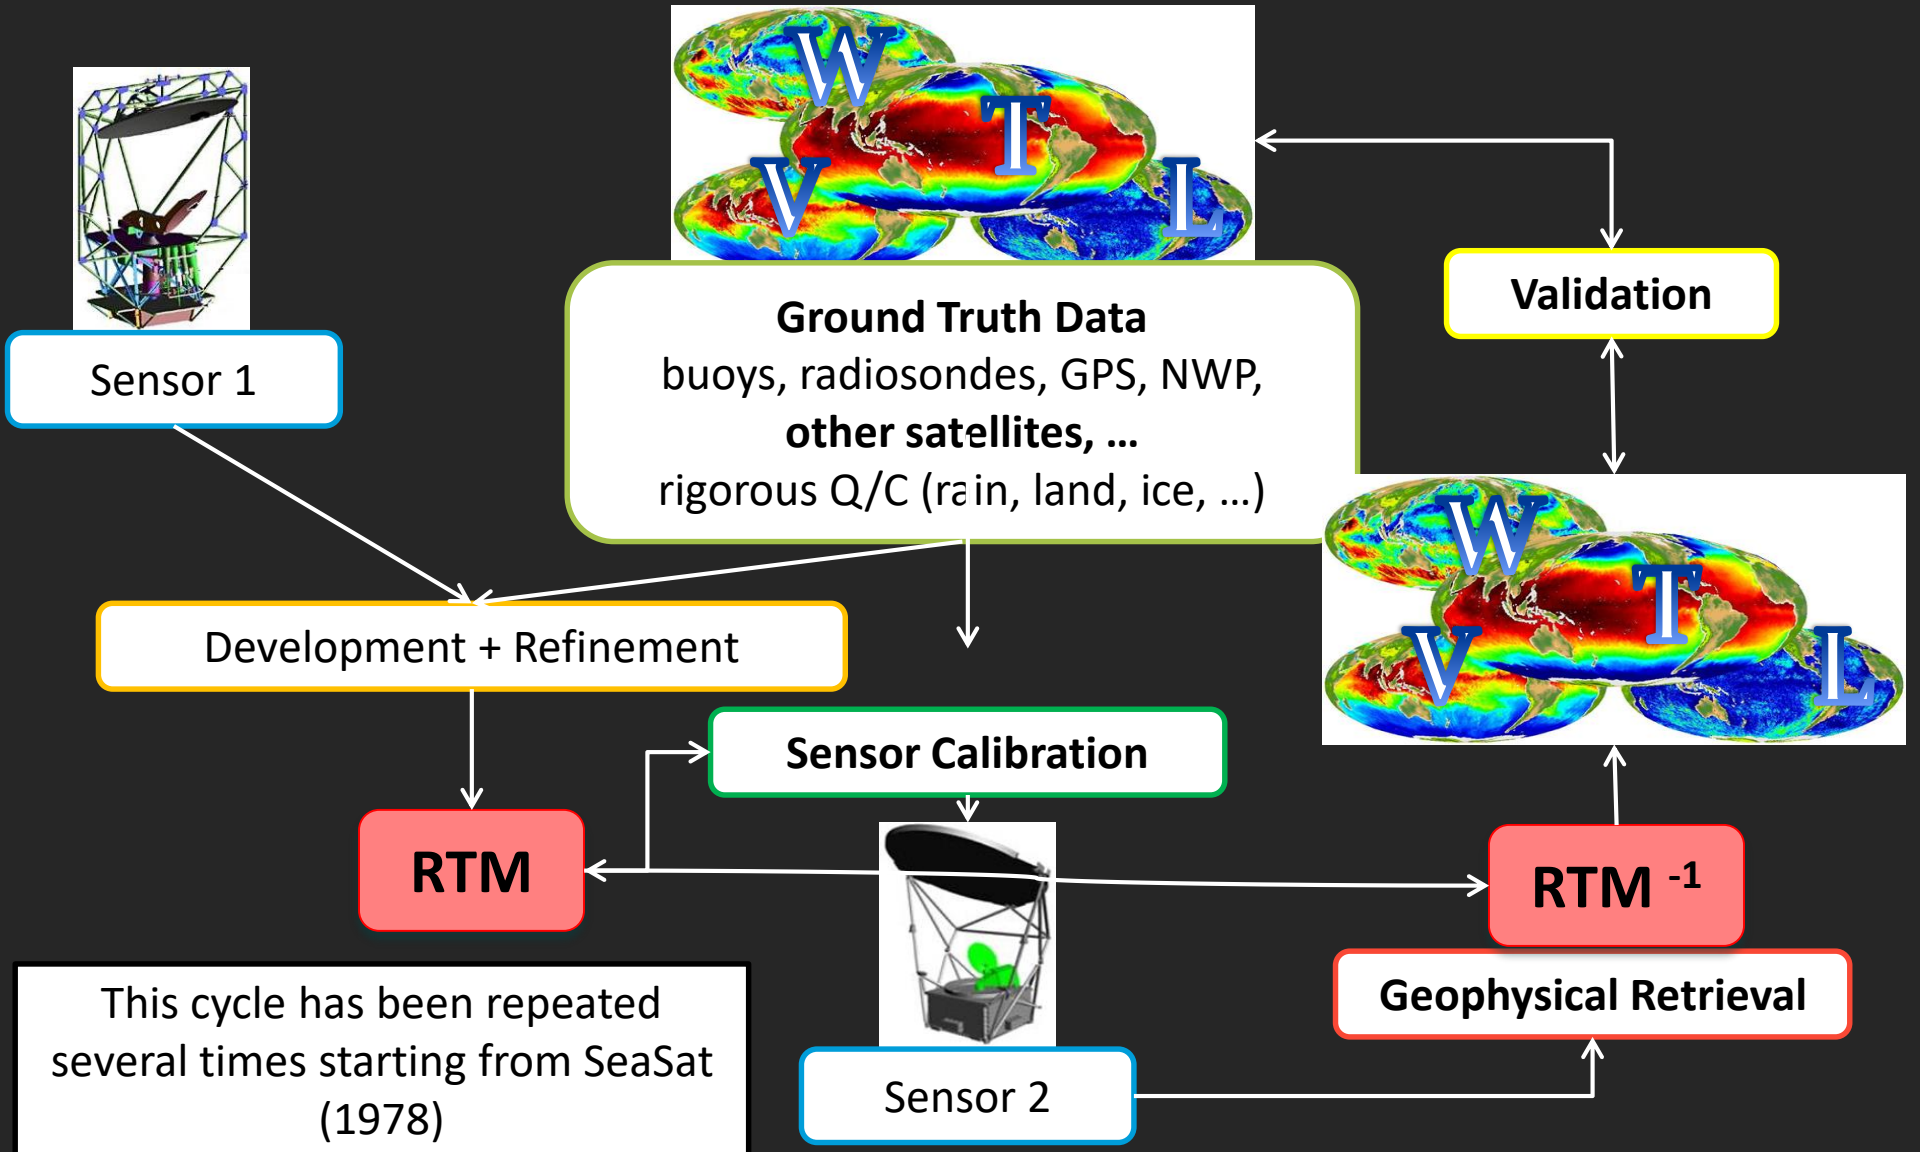 W
T
V
L
Sensor 1
Ground Truth Data
buoys, radiosondes, GPS, NWP,
other satellites, ...
rigorous Q/C (rain, land, ice, ...)
Validation
W
T
V
L
Development + Refinement
Sensor Calibration
RTM
RTM -1
Geophysical Retrieval
This cycle has been repeated
several times starting from SeaSat
(1978)
Sensor 2